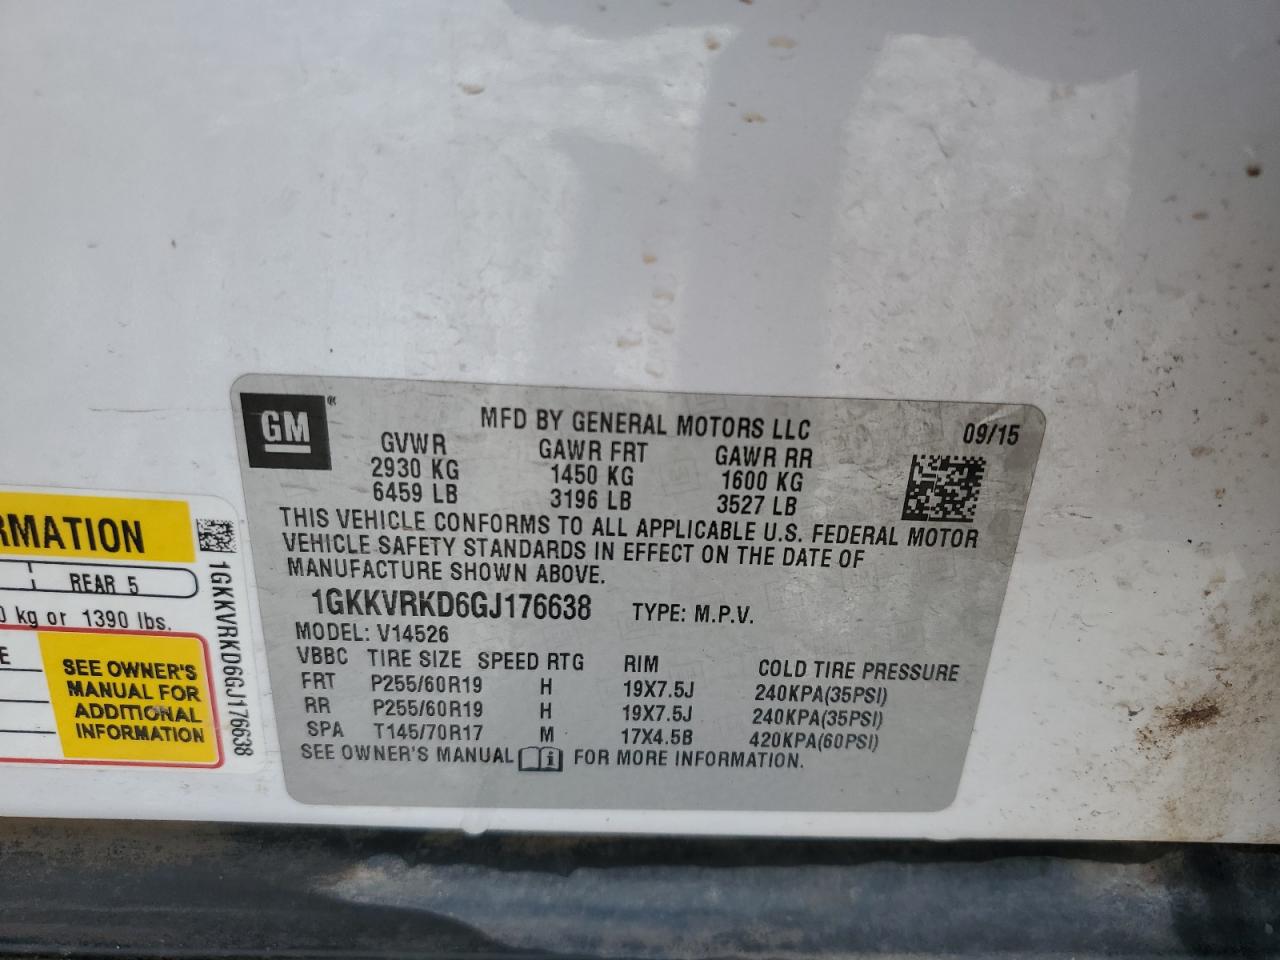 GM®
MFD BY GENERAL MOTORS LLC
09/15
GVWR GAWR FRT GAWR RR
2930 KG 1450 KG 1600 KG
6459 LB 3196 LB 3527 LB
THIS VEHICLE CONFORMS TO ALL APPLICABLE U.S. FEDERAL MOTOR
VEHICLE SAFETY STANDARDS IN EFFECT ON THE DATE OF
MANUFACTURE SHOWN ABOVE.
1GKKVRKD6GJ176638 TYPE: M.P.V.
MODEL: V14526
VBBC TIRE SIZE SPEED RTG RIM COLD TIRE PRESSURE
FRT P255/60R19 H 19X7.5J 240KPA(35PSI)
RR P255/60R19 H 19X7.5J 240KPA(35PSI)
SPA T145/70R17 M 17X4.5B 420KPA(60PSI)
SEE OWNER'S MANUAL i FOR MORE INFORMATION.
RMATION
REAR 5
0 kg or 1390 lbs.
E
SEE OWNER'S
MANUAL FOR
ADDITIONAL
INFORMATION
1GKKVRKD6GJ176638